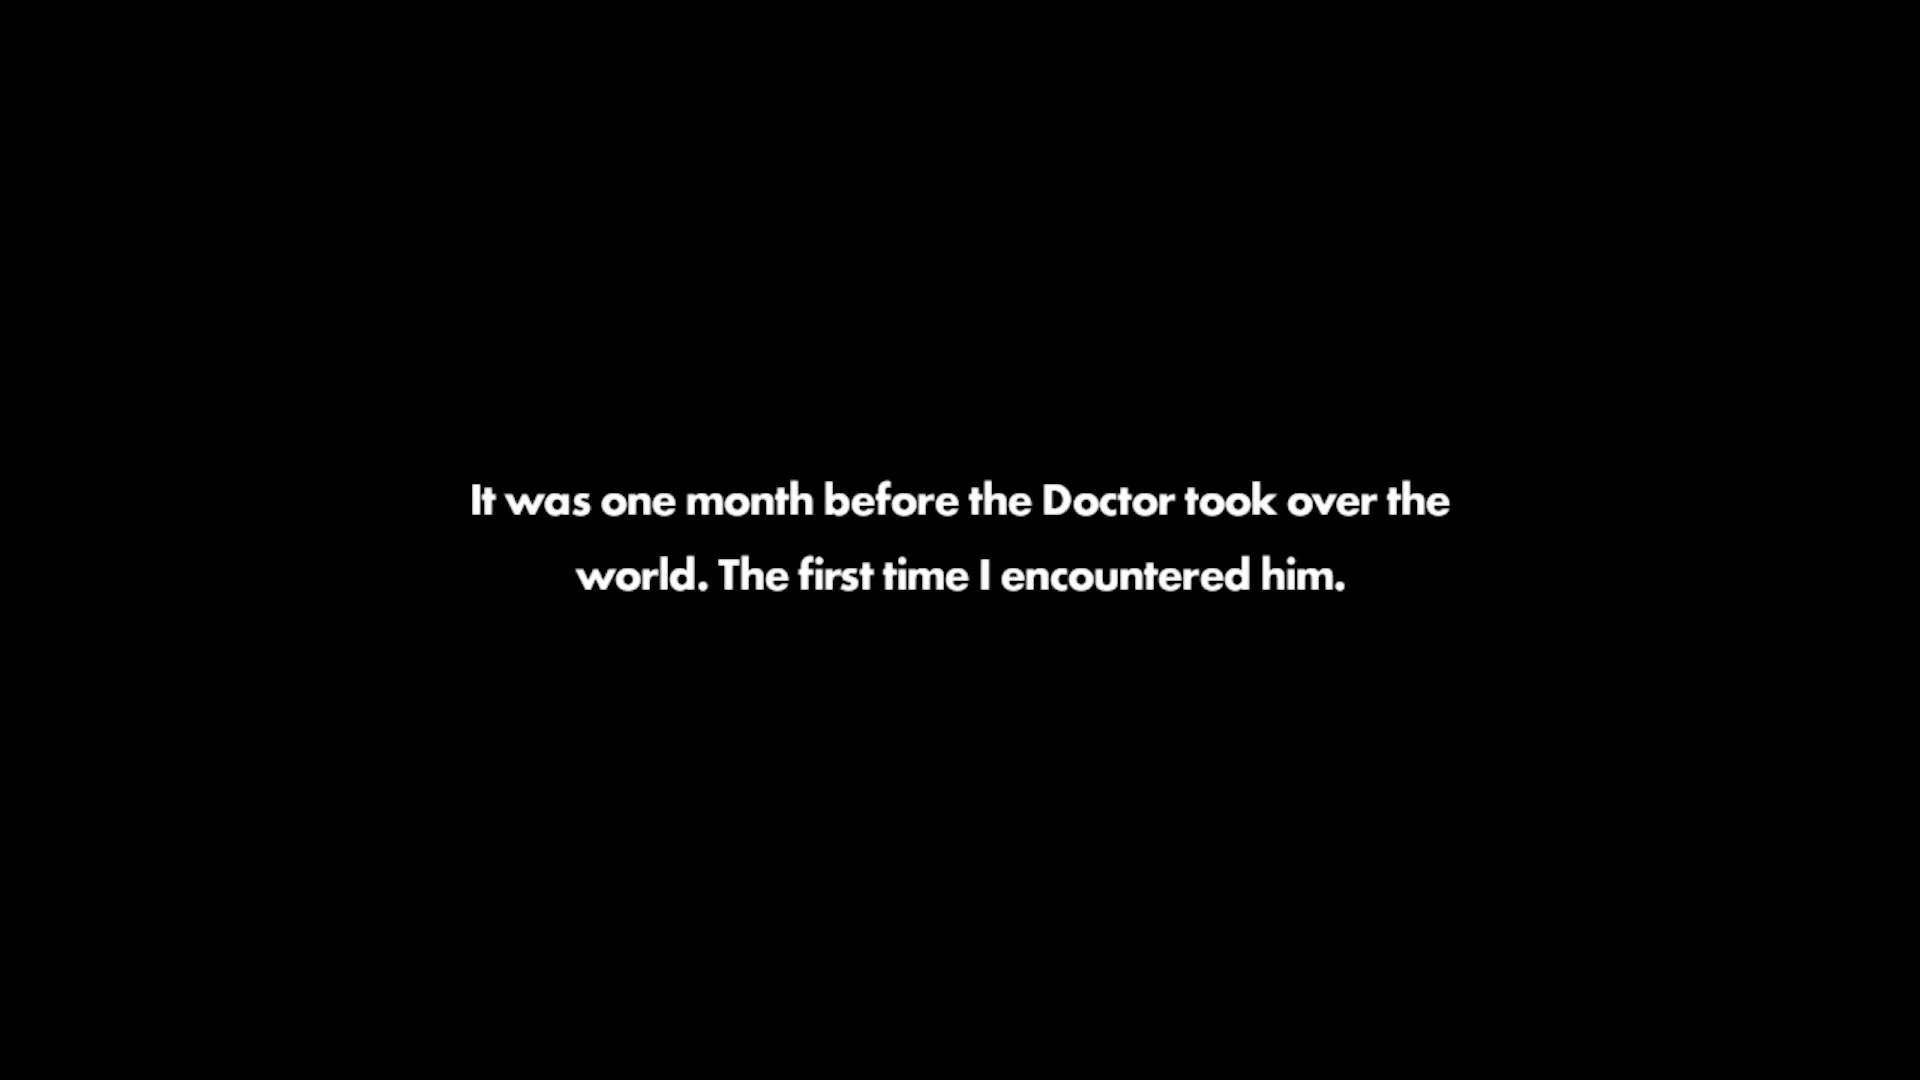 It was one month before the Doctor took over the
world. The first time I encountered him.